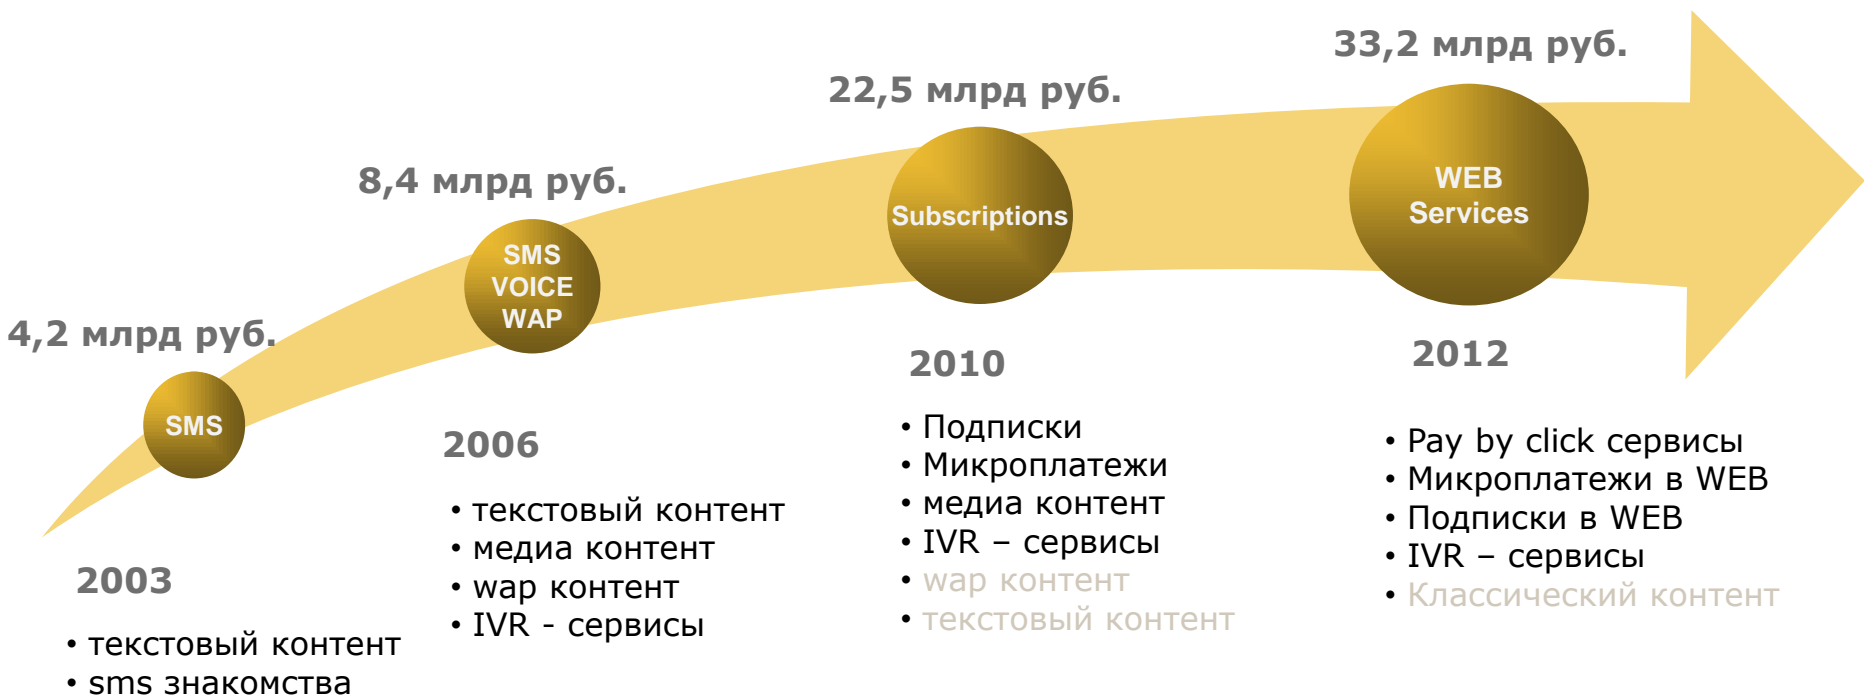 4,2 млрд руб.
SMS
2003
• текстовый контент
• sms знакомства
8,4 млрд руб.
SMS
VOICE
WAP
2006
• текстовый контент
• медиа контент
• wap контент
• IVR - сервисы
22,5 млрд руб.
Subscriptions
2010
• Подписки
• Микроплатежи
• медиа контент
• IVR – сервисы
• wap контент
• текстовый контент
33,2 млрд руб.
WEB
Services
2012
• Pay by click сервисы
• Микроплатежи в WEB
• Подписки в WEB
• IVR – сервисы
• Классический контент